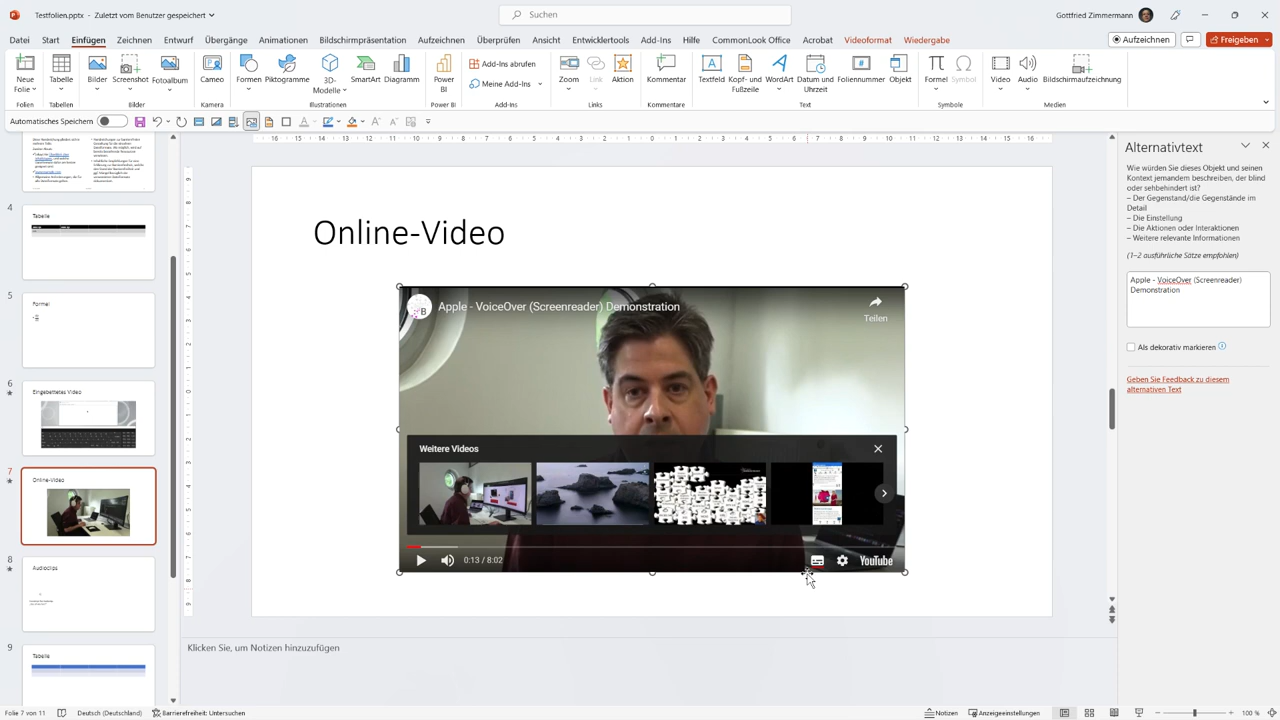 Testfolien.pptx - Zuletzt vom Benutzer gespeichert
Suchen
Gottfried Zimmermann
Datei Start Einfügen Zeichnen Entwurf Übergänge Animationen Bildschirmpräsentation Aufzeichnen Überprüfen Ansicht Entwicklertools Add-Ins Hilfe CommonLook Office Acrobat Videoformat Wiedergabe
Aufzeichnen
Freigeben
Neue Folie
Tabelle
Bilder
Screenshot
Fotoalbum
Cameo
Formen
Piktogramme
3D-Modelle
SmartArt
Diagramm
Power BI
Add-Ins abrufen
Meine Add-Ins
Zoom
Link
Aktion
Kommentar
Textfeld
Kopf- und Fußzeile
WordArt
Datum und Uhrzeit
Foliennummer
Objekt
Formel
Symbol
Video
Audio
Bildschirmaufzeichnung
Folien Tabellen Bilder Kamera Illustrationen Power BI Add-Ins Links Kommentare Text Symbole Medien
Automatisches Speichern
4
Tabelle
5
Formel
6
Eingebettetes Video
7
Online-Video
8
Audioclips
9
Tabelle
Online-Video
Apple - VoiceOver (Screenreader) Demonstration
Teilen
Weitere Videos
0:13 / 8:02
YouTube
Klicken Sie, um Notizen hinzuzufügen
Alternativtext
Wie würden Sie dieses Objekt und seinen
Kontext jemandem beschreiben, der blind
oder sehbehindert ist?
– Der Gegenstand/die Gegenstände im
Detail
– Die Einstellung
– Die Aktionen oder Interaktionen
– Weitere relevante Informationen
(1–2 ausführliche Sätze empfohlen)
Apple - VoiceOver (Screenreader)
Demonstration
Als dekorativ markieren
Geben Sie Feedback zu diesem
alternativen Text
Folie 7 von 11
Deutsch (Deutschland)
Barrierefreiheit: Untersuchen
Notizen
Anzeigeeinstellungen
100 %